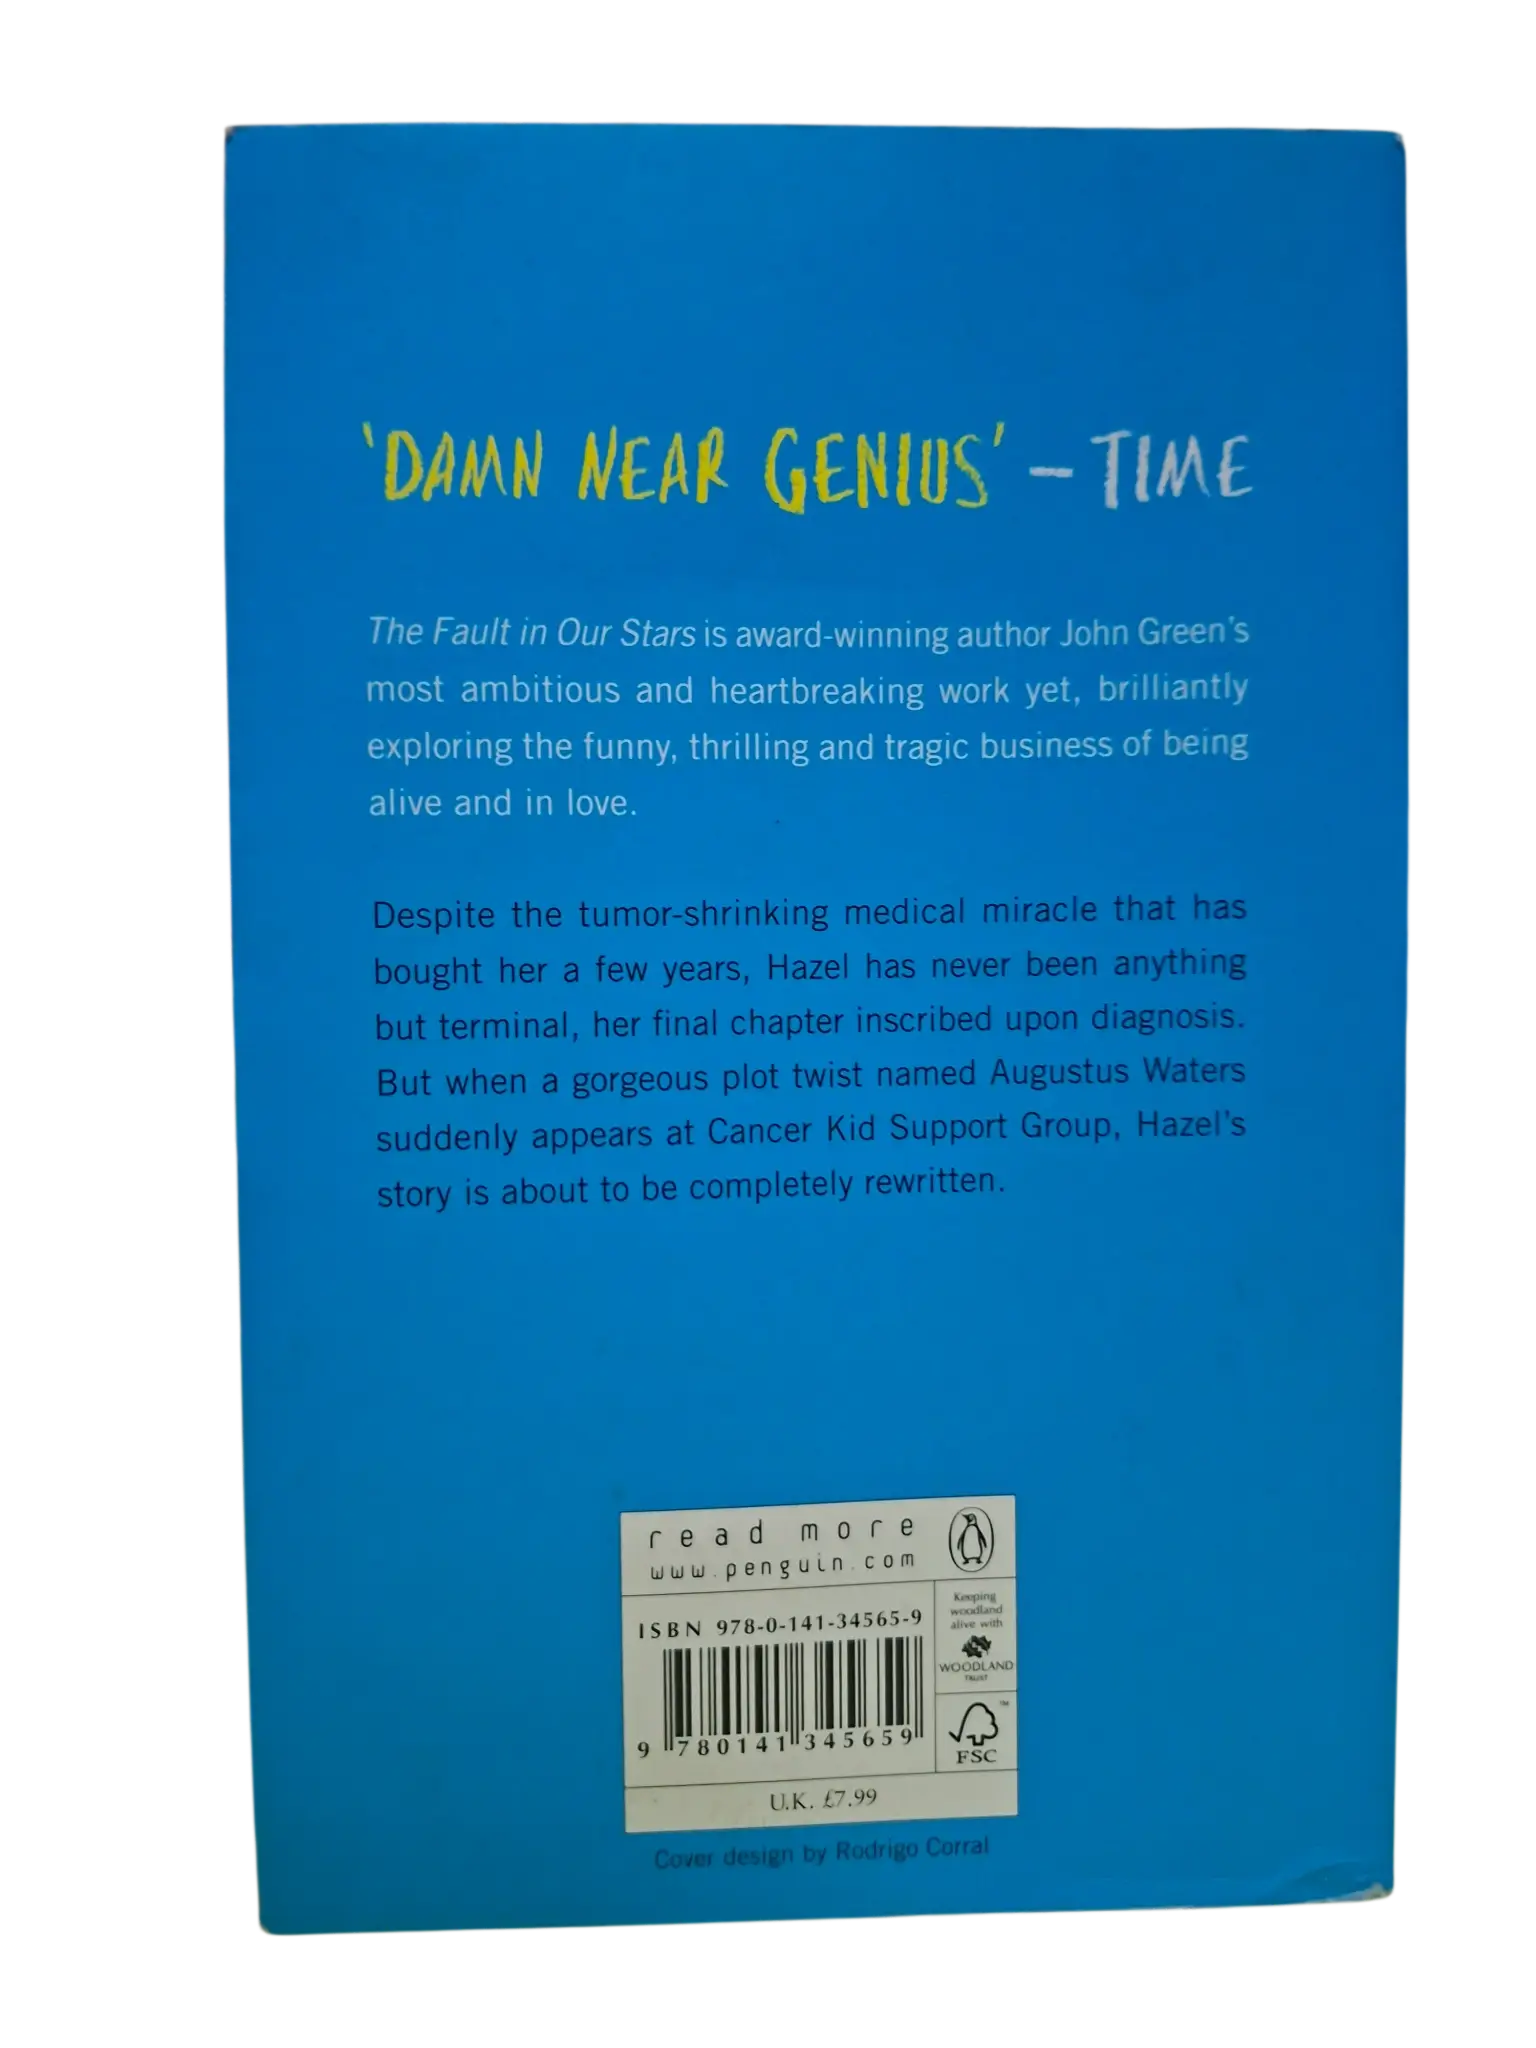 ‘DAMN NEAR GENIUS’ – TIME
The Fault in Our Stars is award-winning author John Green's
most ambitious and heartbreaking work yet, brilliantly
exploring the funny, thrilling and tragic business of being
alive and in love.
Despite the tumor-shrinking medical miracle that has
bought her a few years, Hazel has never been anything
but terminal, her final chapter inscribed upon diagnosis.
But when a gorgeous plot twist named Augustus Waters
suddenly appears at Cancer Kid Support Group, Hazel's
story is about to be completely rewritten.
read more
www.penguin.com
ISBN 978-0-141-34565-9
9 780141 345659
Keeping
woodland
alive with
WOODLAND
TRUST
™
FSC
U.K. £7.99
Cover design by Rodrigo Corral